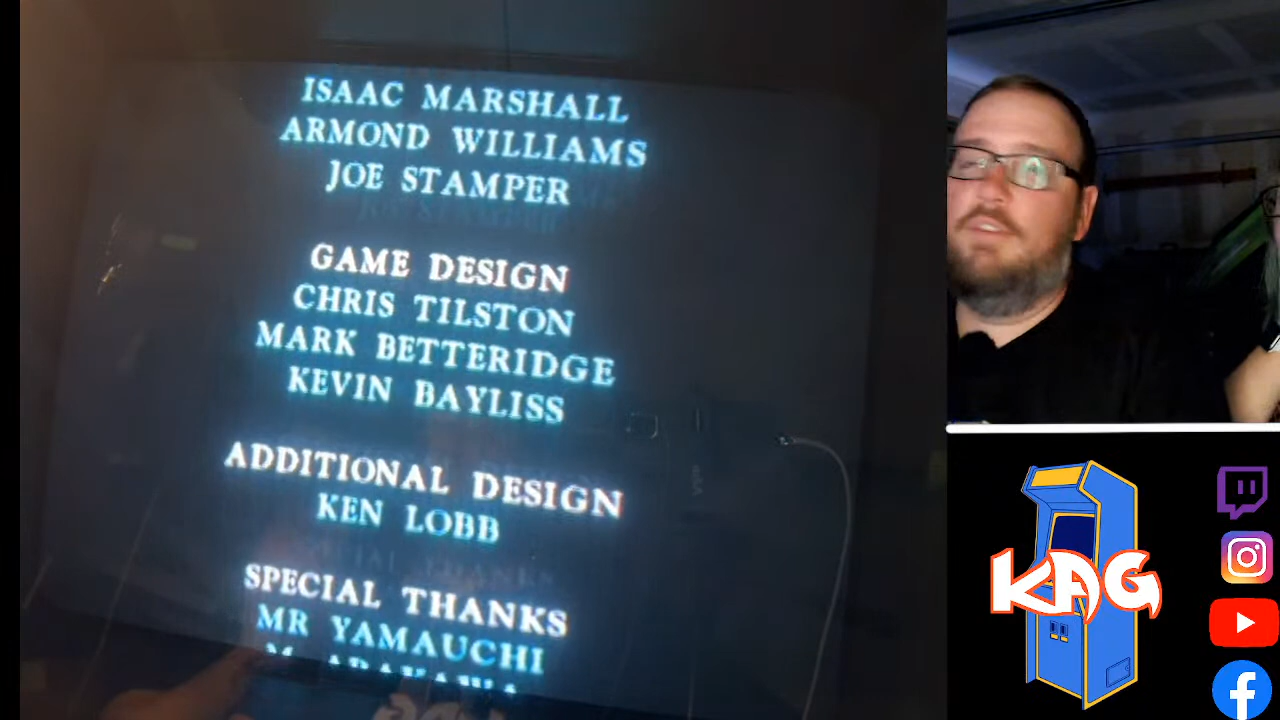 ISAAC MARSHALL
ARMOND WILLIAMS
JOE STAMPER
GAME DESIGN
CHRIS TILSTON
MARK BETTERIDGE
KEVIN BAYLISS
ADDITIONAL DESIGN
KEN LOBB
SPECIAL THANKS
MR YAMAUCHI
KAG